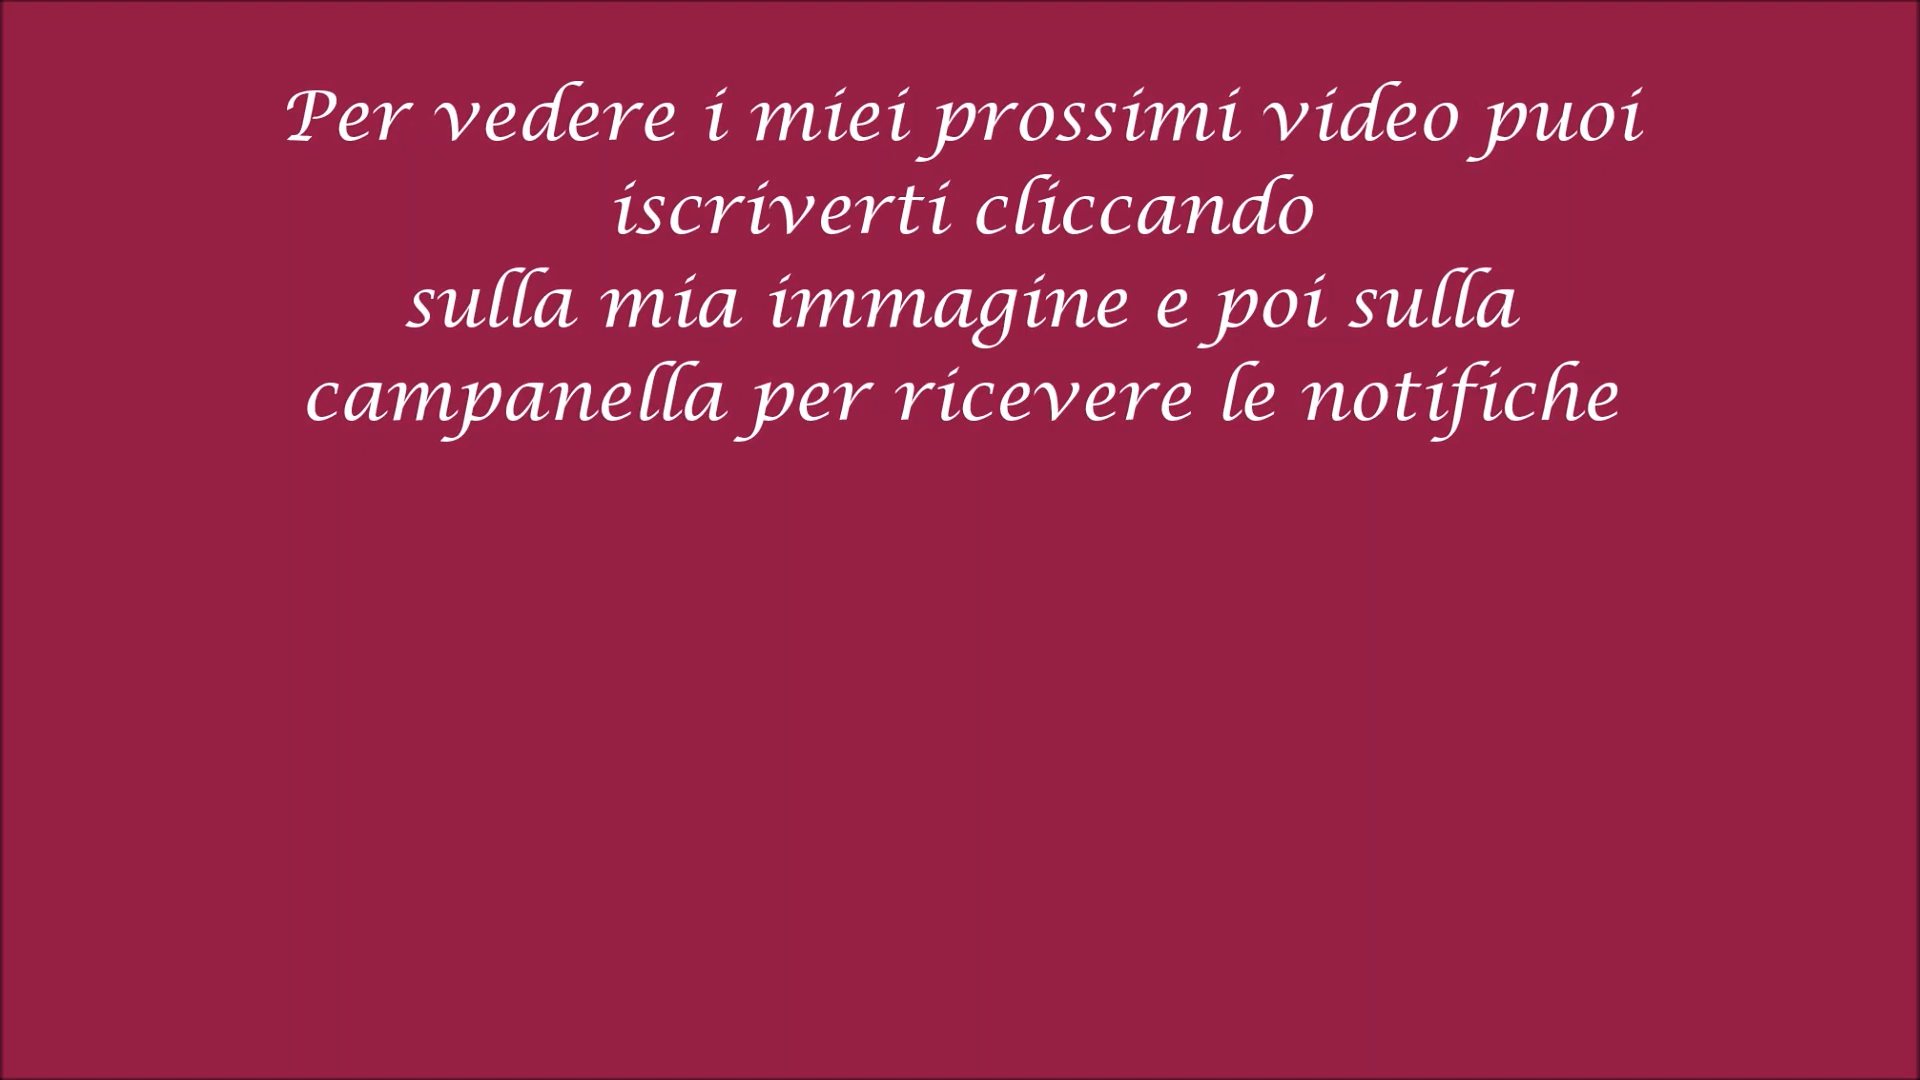 Per vedere i miei prossimi video puoi
iscriverti cliccando
sulla mia immagine e poi sulla
campanella per ricevere le notifiche